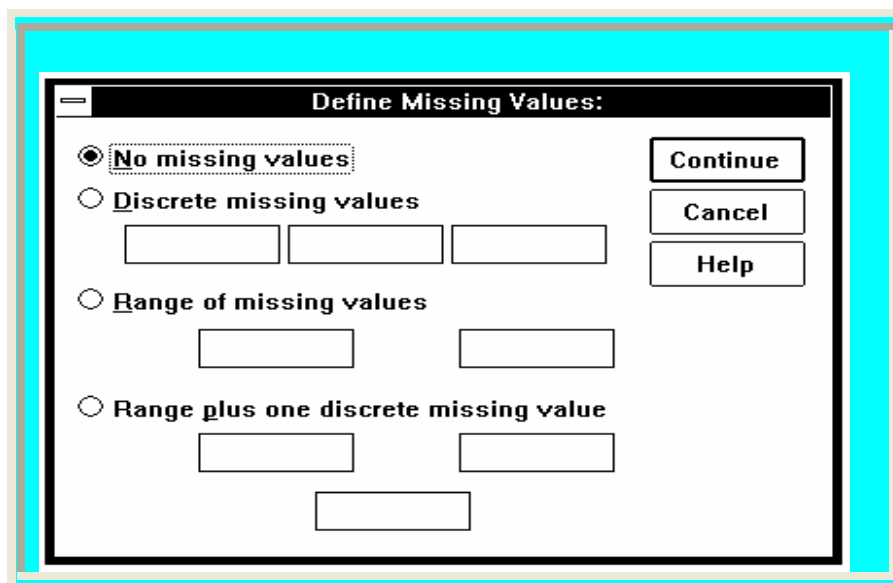 Define Missing Values:
No missing values
Continue
Discrete missing values
Cancel
Help
Range of missing values
Range plus one discrete missing value